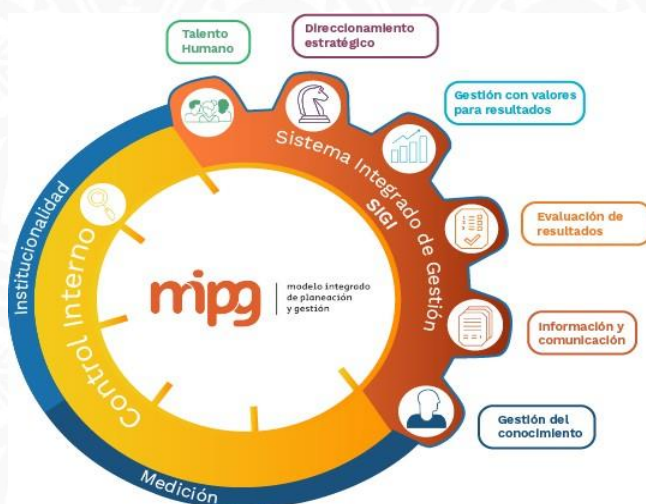 Talento
Humano
Direccionamiento
estratégico
Gestión con valores
para resultados
Evaluación de
resultados
Información y
comunicación
Gestión del
conocimiento
Sistema Integrado de Gestión
SIGI
Institucionalidad
Control Interno
Medición
mipg
modelo integrado
de planeación
y gestión